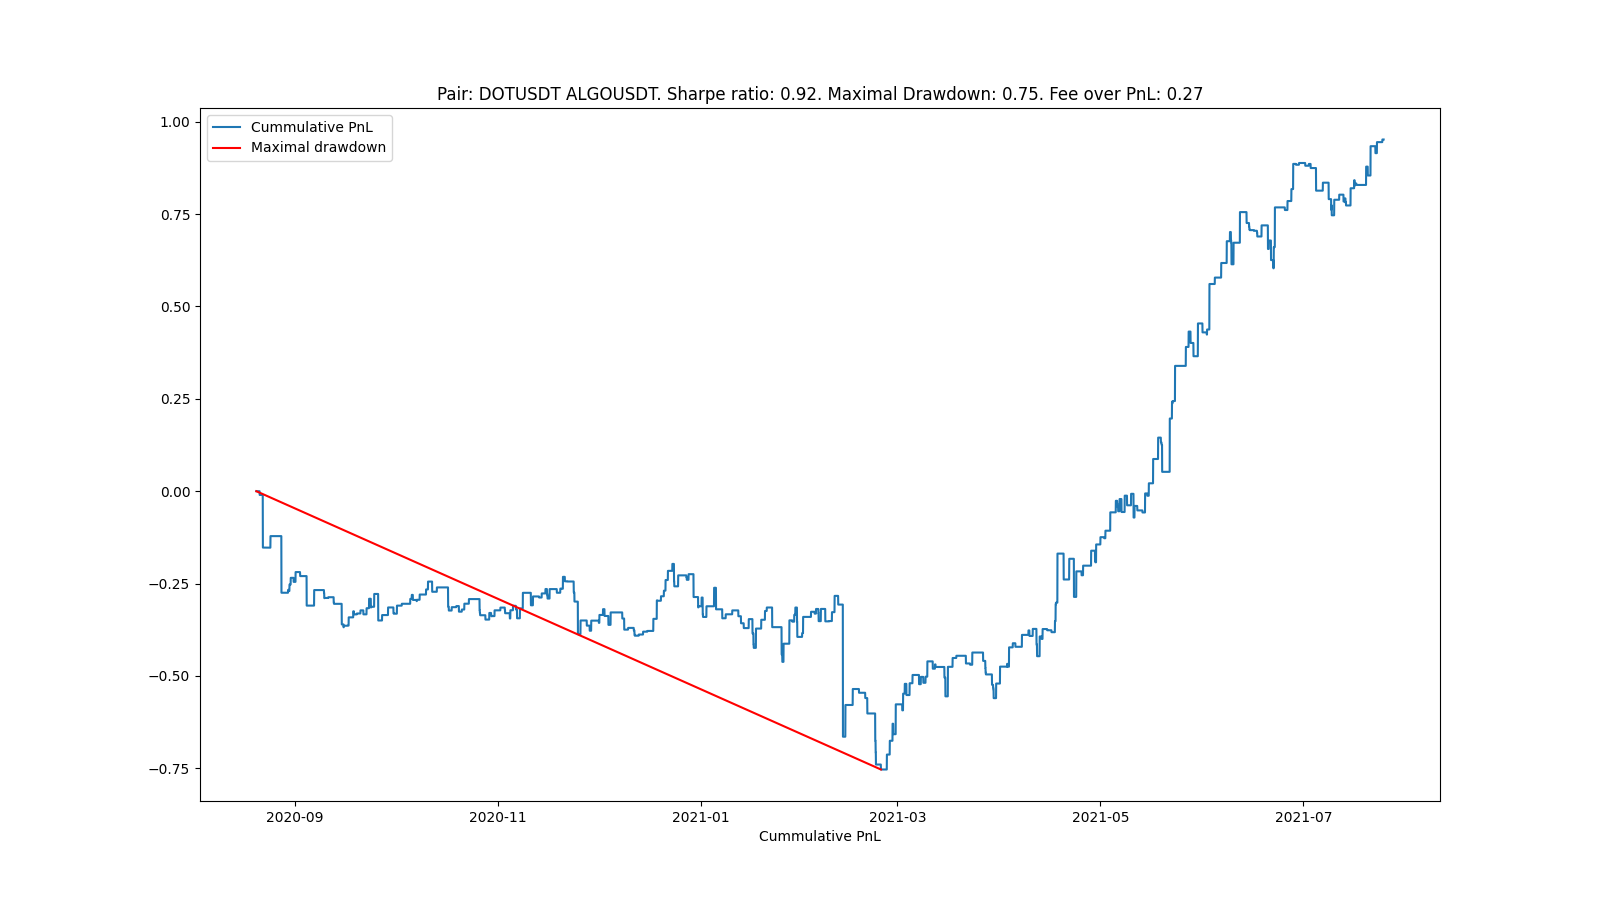 Pair: DOTUSDT ALGOUSDT. Sharpe ratio: 0.92. Maximal Drawdown: 0.75. Fee over PnL: 0.27
Cummulative PnL
Maximal drawdown
1.00
0.75
0.50
0.25
0.00
−0.25
−0.50
−0.75
2020-09 2020-11 2021-01 2021-03 2021-05 2021-07
Cummulative PnL